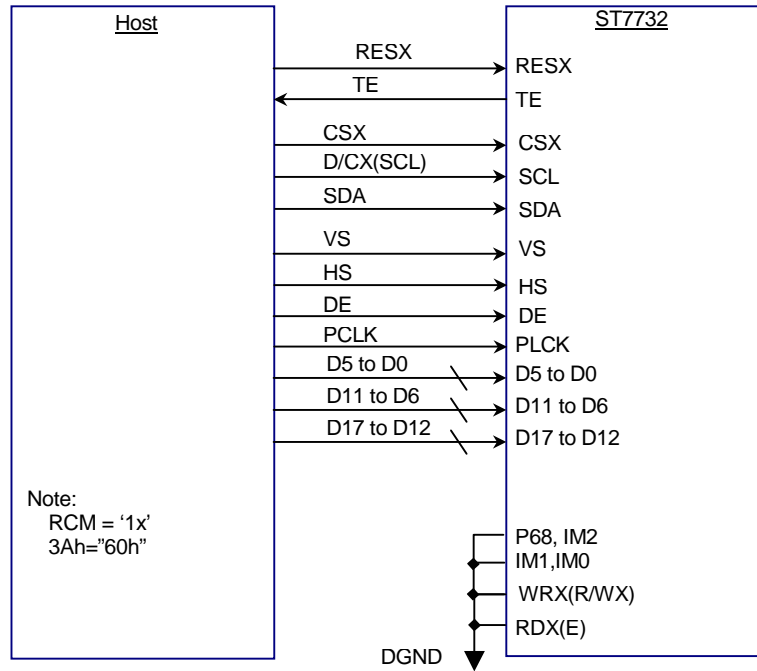 Host
ST7732
RESX
RESX
TE
TE
CSX
CSX
D/CX(SCL)
SCL
SDA
SDA
VS
VS
HS
HS
DE
DE
PCLK
PLCK
D5 to D0
D5 to D0
D11 to D6
D11 to D6
D17 to D12
D17 to D12
Note:
RCM = ‘1x’
3Ah=”60h”
P68, IM2
IM1,IM0
WRX(R/WX)
RDX(E)
DGND